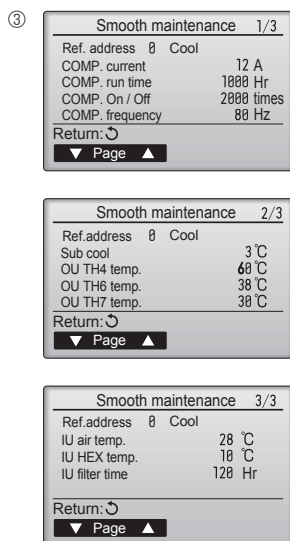 ③
Smooth maintenance 1/3
Ref. address 0 Cool
COMP. current 12 A
COMP. run time 1000 Hr
COMP. On / Off 2000 times
COMP. frequency 80 Hz
Return:
▼ Page ▲
Smooth maintenance 2/3
Ref.address 0 Cool
Sub cool 3 ℃
OU TH4 temp. 60 ℃
OU TH6 temp. 38 ℃
OU TH7 temp. 30 ℃
Return:
▼ Page ▲
Smooth maintenance 3/3
Ref.address 0 Cool
IU air temp. 28 ℃
IU HEX temp. 10 ℃
IU filter time 120 Hr
Return:
▼ Page ▲